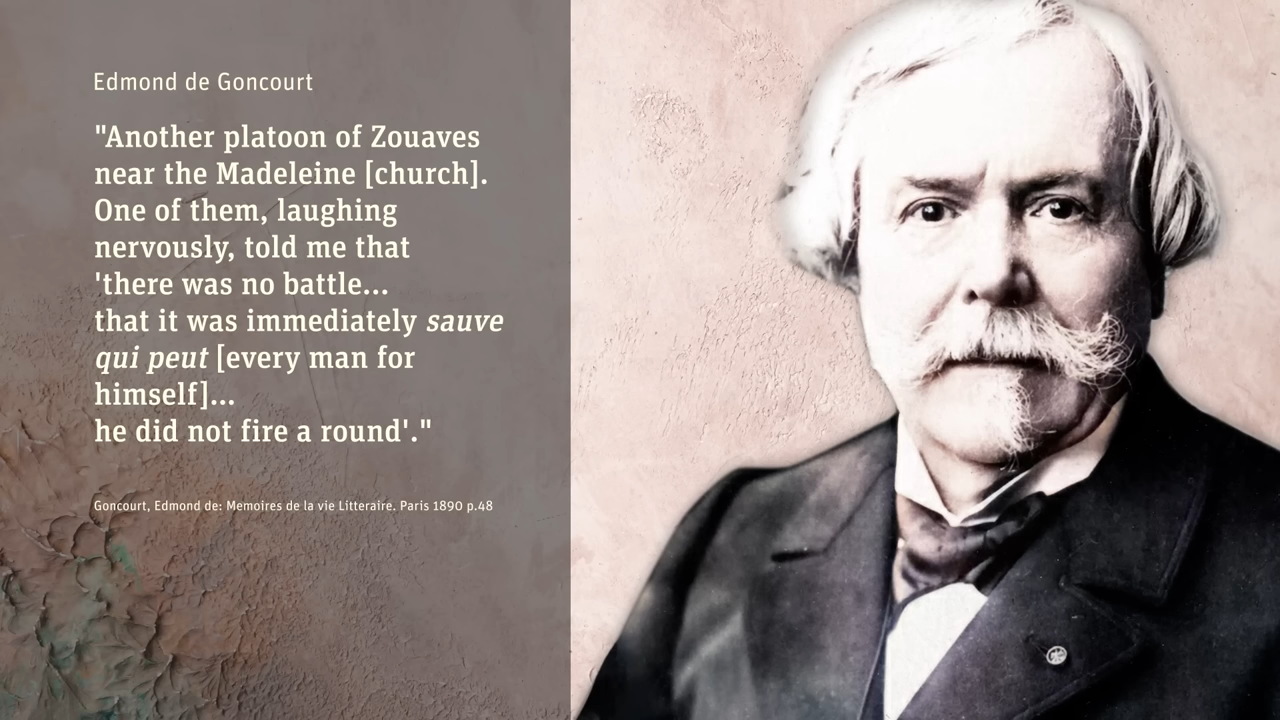 Edmond de Goncourt
"Another platoon of Zouaves
near the Madeleine [church].
One of them, laughing
nervously, told me that
'there was no battle...
that it was immediately sauve
qui peut [every man for
himself]...
he did not fire a round'."
Goncourt, Edmond de: Memoires de la vie Litteraire. Paris 1890 p.48